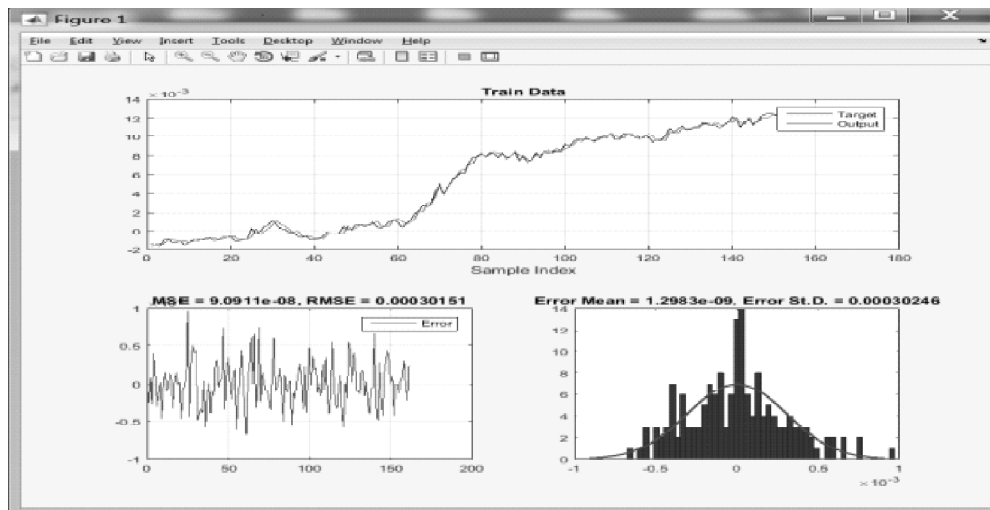 Figure 1
File Edit View Insert Tools Desktop Window Help
× 10⁻³
Train Data
14
12
10
8
6
4
2
0
-2
Target
Output
0 20 40 60 80 100 120 140 160 180
Sample Index
MSE = 9.0911e-08, RMSE = 0.00030151
1
0.5
0
-0.5
-1
Error
0 50 100 150 200
Error Mean = 1.2983e-09, Error St.D. = 0.00030246
14
12
10
8
6
4
2
0
-1 -0.5 0 0.5 1
× 10⁻³